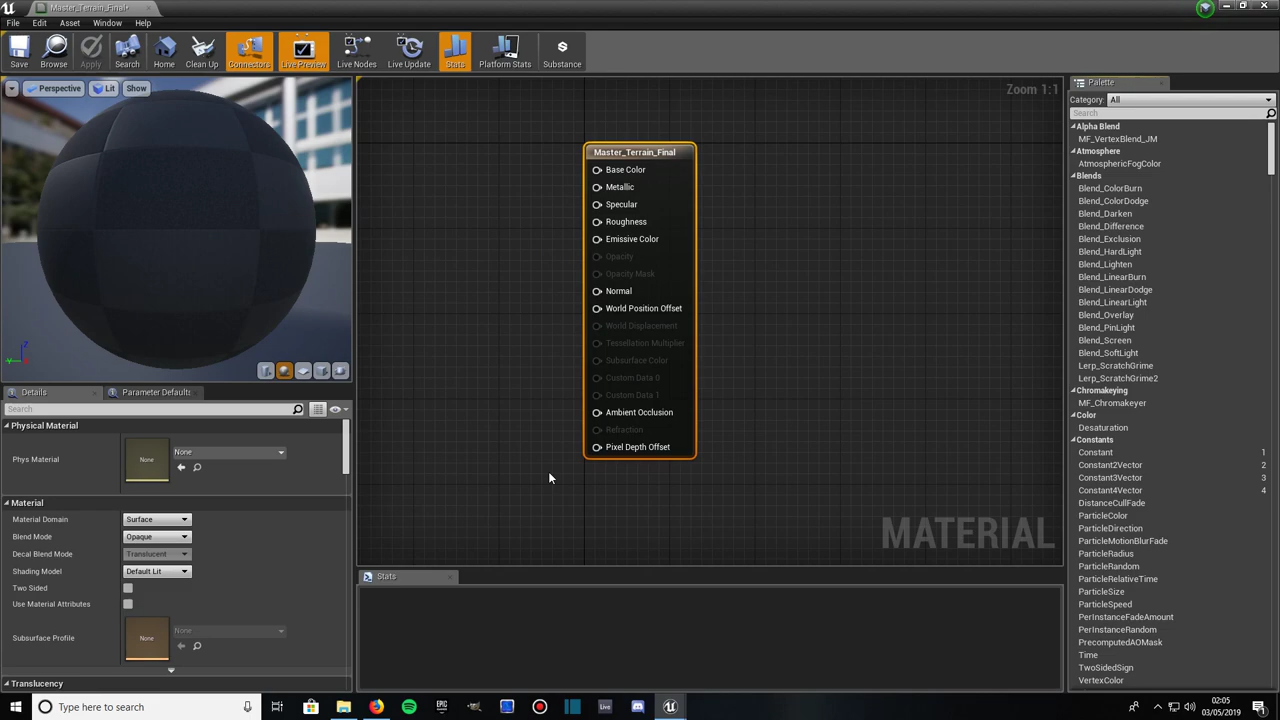 Master_Terrain_Final*
File Edit Asset Window Help
Save Browse Apply Search Home Clean Up Connectors Live Preview Live Nodes Live Update Stats Platform Stats Substance
Perspective Lit Show
Zoom 1:1
Palette
Category: All
Search
Alpha Blend
MF_VertexBlend_JM
Atmosphere
AtmosphericFogColor
Blends
Blend_ColorBurn
Blend_ColorDodge
Blend_Darken
Blend_Difference
Blend_Exclusion
Blend_HardLight
Blend_Lighten
Blend_LinearBurn
Blend_LinearDodge
Blend_LinearLight
Blend_Overlay
Blend_PinLight
Blend_Screen
Blend_SoftLight
Lerp_ScratchGrime
Lerp_ScratchGrime2
Chromakeying
MF_Chromakeyer
Color
Desaturation
Constants
Constant 1
Constant2Vector 2
Constant3Vector 3
Constant4Vector 4
DistanceCullFade
ParticleColor
ParticleDirection
ParticleMotionBlurFade
ParticleRadius
ParticleRandom
ParticleRelativeTime
ParticleSize
ParticleSpeed
PerInstanceFadeAmount
PerInstanceRandom
PrecomputedAOMask
Time
TwoSidedSign
VertexColor
Master_Terrain_Final
Base Color
Metallic
Specular
Roughness
Emissive Color
Opacity
Opacity Mask
Normal
World Position Offset
World Displacement
Tessellation Multiplier
Subsurface Color
Custom Data 0
Custom Data 1
Ambient Occlusion
Refraction
Pixel Depth Offset
MATERIAL
Z
Y
Details Parameter Defaults
Search
Physical Material
Phys Material None None
Material
Material Domain Surface
Blend Mode Opaque
Decal Blend Mode Translucent
Shading Model Default Lit
Two Sided
Use Material Attributes
Subsurface Profile None None
Translucency
Stats
Type here to search
EPIC
Live
02:05
03/05/2019